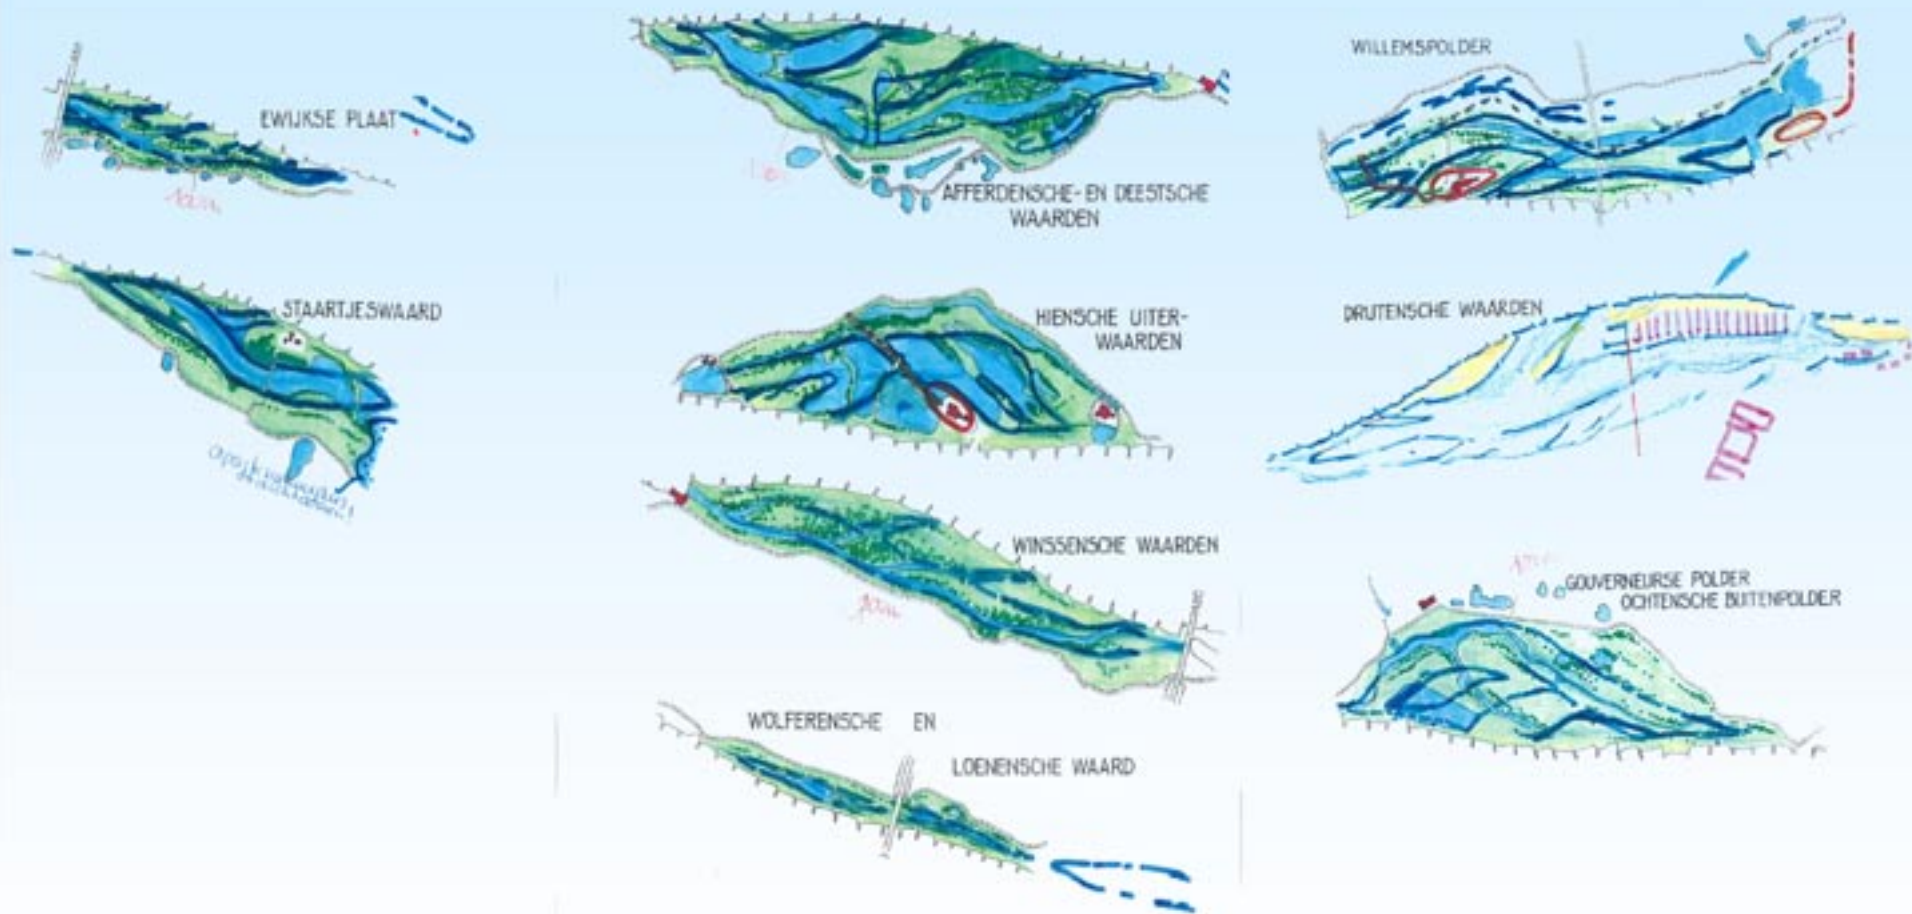 EWIJKSE PLAAT
STAARTJESWAARD
AFFERDENSCHE- EN DEESTSCHE
WAARDEN
HIENSCHE UITER-
WAARDEN
WINSSENSCHE WAARDEN
WOLFERENSCHE EN
LOENENSCHE WAARD
WILLEMSPOLDER
DRUTENSCHE WAARDEN
GOUVERNEURSE POLDER
OCHTENSCHE BUITENPOLDER